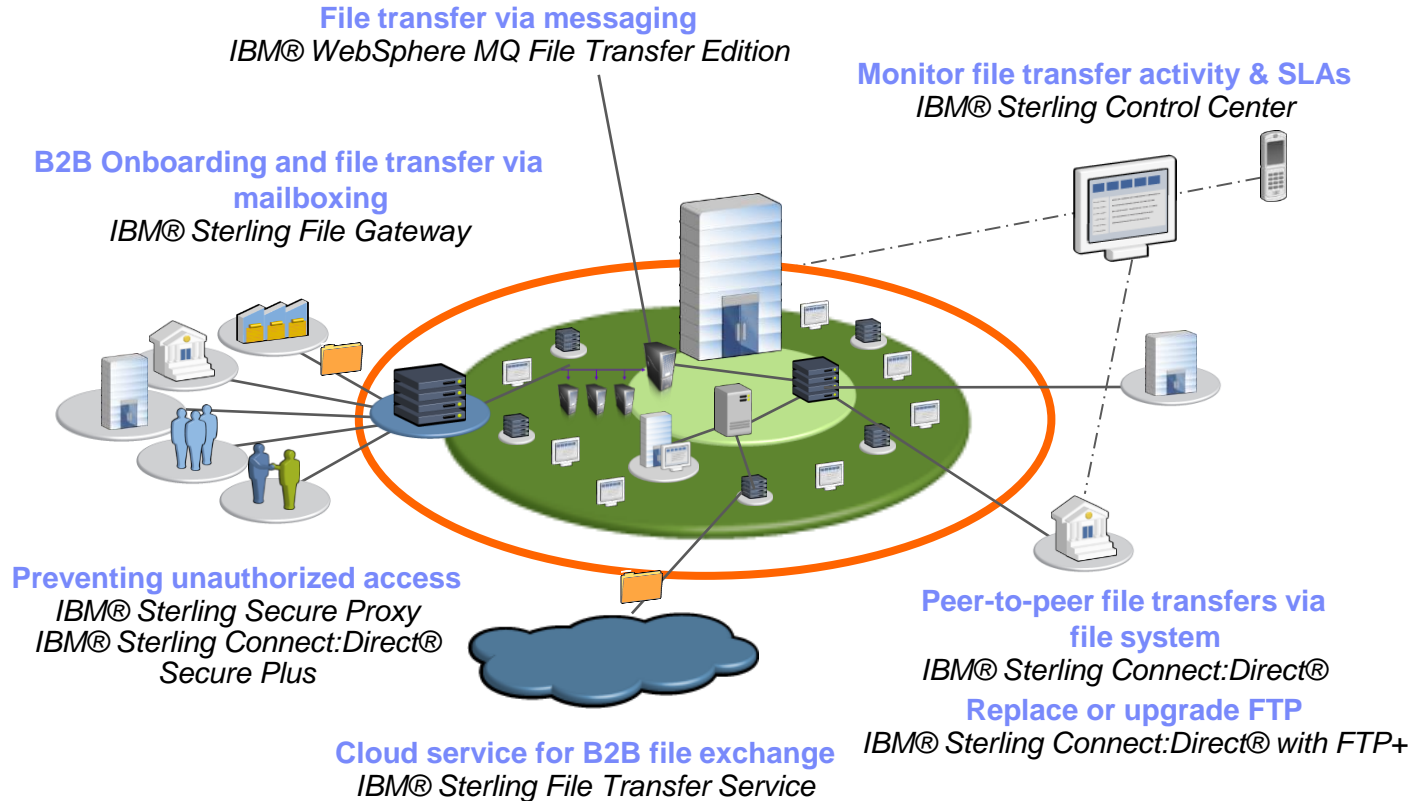 File transfer via messaging
IBM® WebSphere MQ File Transfer Edition
Monitor file transfer activity & SLAs
IBM® Sterling Control Center
B2B Onboarding and file transfer via
mailboxing
IBM® Sterling File Gateway
Preventing unauthorized access
IBM® Sterling Secure Proxy
IBM® Sterling Connect:Direct®
Secure Plus
Peer-to-peer file transfers via
file system
IBM® Sterling Connect:Direct®
Replace or upgrade FTP
IBM® Sterling Connect:Direct® with FTP+
Cloud service for B2B file exchange
IBM® Sterling File Transfer Service